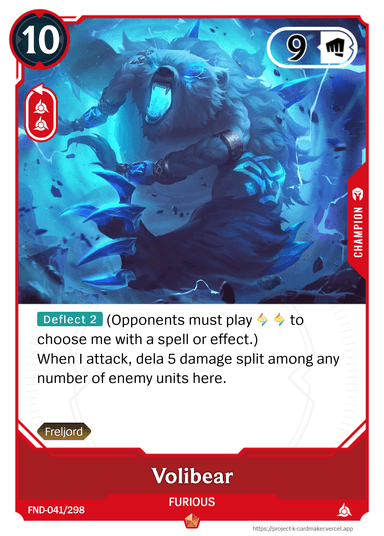 10
9
CHAMPION
Deflect 2 (Opponents must play to
choose me with a spell or effect.)
When I attack, dela 5 damage split among any
number of enemy units here.
Freljord
Volibear
FURIOUS
FND-041/298
https://project-k-cardmaker.vercel.app